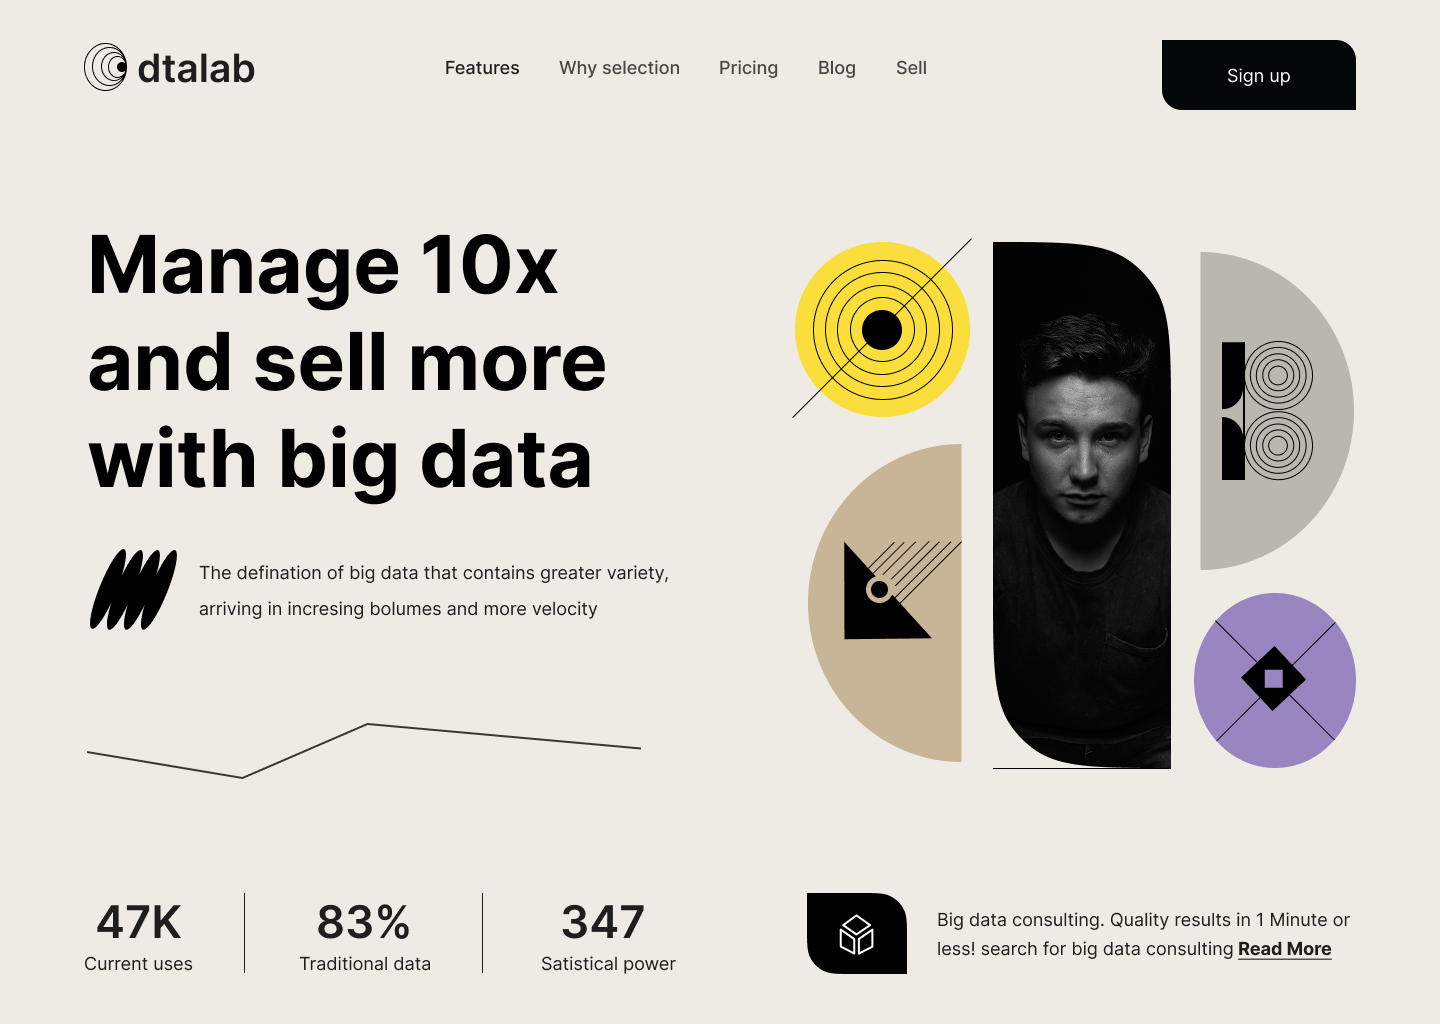 dtalab
Features
Why selection
Pricing
Blog
Sell
Sign up
Manage 10x
and sell more
with big data
The defination of big data that contains greater variety,
arriving in incresing bolumes and more velocity
47K
Current uses
83%
Traditional data
347
Satistical power
Big data consulting. Quality results in 1 Minute or
less! search for big data consulting Read More